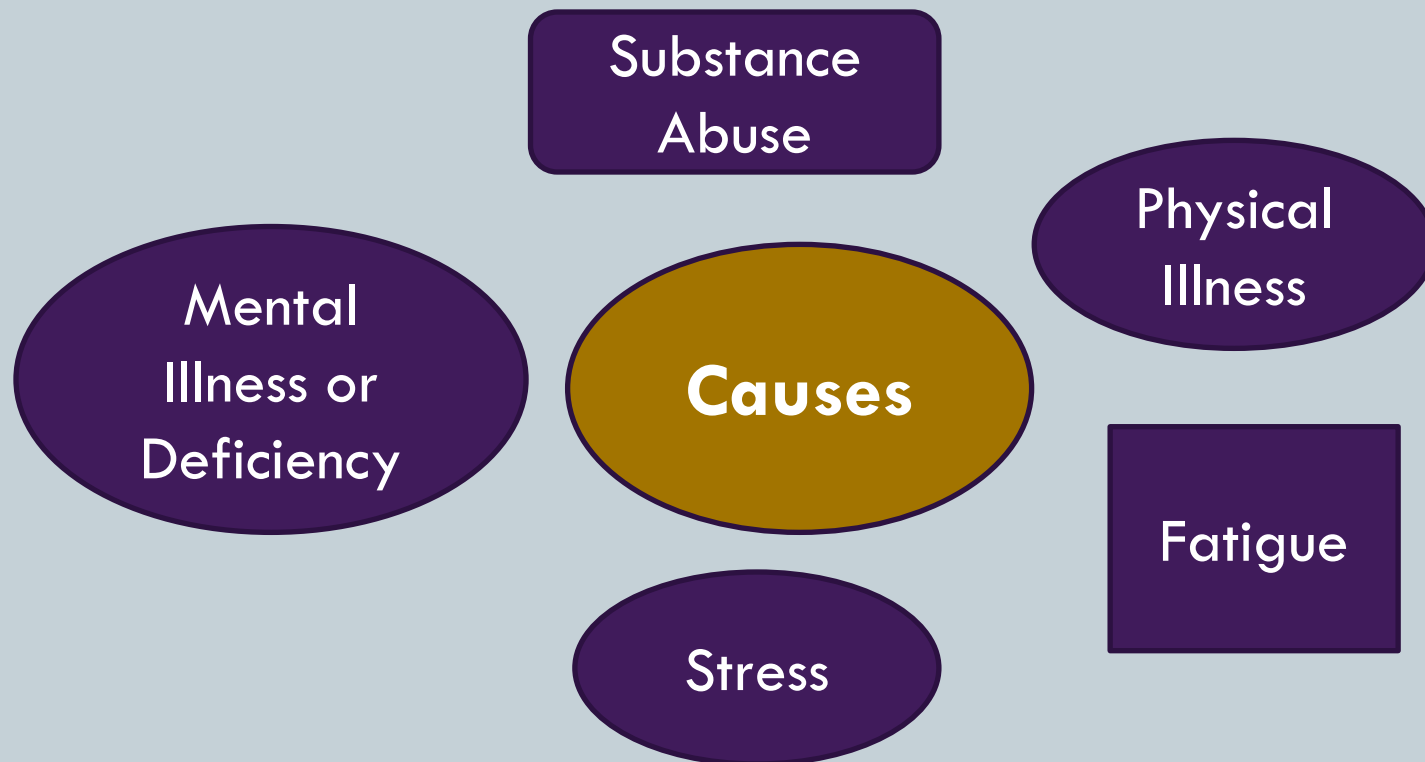 Substance
Abuse
Physical
Illness
Mental
Illness or
Deficiency
Causes
Fatigue
Stress